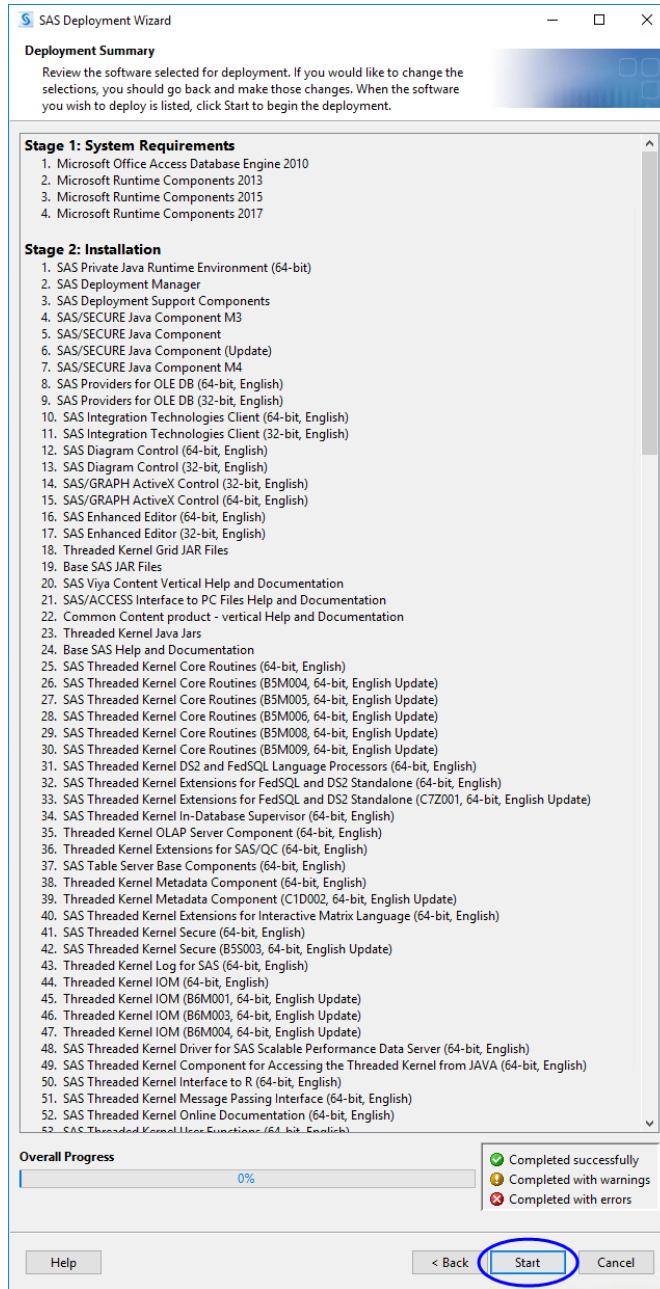 SAS Deployment Wizard
Deployment Summary
Review the software selected for deployment. If you would like to change the
selections, you should go back and make those changes. When the software
you wish to deploy is listed, click Start to begin the deployment.
Stage 1: System Requirements
1. Microsoft Office Access Database Engine 2010
2. Microsoft Runtime Components 2013
3. Microsoft Runtime Components 2015
4. Microsoft Runtime Components 2017
Stage 2: Installation
1. SAS Private Java Runtime Environment (64-bit)
2. SAS Deployment Manager
3. SAS Deployment Support Components
4. SAS/SECURE Java Component M3
5. SAS/SECURE Java Component
6. SAS/SECURE Java Component (Update)
7. SAS/SECURE Java Component M4
8. SAS Providers for OLE DB (64-bit, English)
9. SAS Providers for OLE DB (32-bit, English)
10. SAS Integration Technologies Client (64-bit, English)
11. SAS Integration Technologies Client (32-bit, English)
12. SAS Diagram Control (64-bit, English)
13. SAS Diagram Control (32-bit, English)
14. SAS/GRAPH ActiveX Control (32-bit, English)
15. SAS/GRAPH ActiveX Control (64-bit, English)
16. SAS Enhanced Editor (64-bit, English)
17. SAS Enhanced Editor (32-bit, English)
18. Threaded Kernel Grid JAR Files
19. Base SAS JAR Files
20. SAS Viya Content Vertical Help and Documentation
21. SAS/ACCESS Interface to PC Files Help and Documentation
22. Common Content product - vertical Help and Documentation
23. Threaded Kernel Java Jars
24. Base SAS Help and Documentation
25. SAS Threaded Kernel Core Routines (64-bit, English)
26. SAS Threaded Kernel Core Routines (B5M004, 64-bit, English Update)
27. SAS Threaded Kernel Core Routines (B5M005, 64-bit, English Update)
28. SAS Threaded Kernel Core Routines (B5M006, 64-bit, English Update)
29. SAS Threaded Kernel Core Routines (B5M008, 64-bit, English Update)
30. SAS Threaded Kernel Core Routines (B5M009, 64-bit, English Update)
31. SAS Threaded Kernel DS2 and FedSQL Language Processors (64-bit, English)
32. SAS Threaded Kernel Extensions for FedSQL and DS2 Standalone (64-bit, English)
33. SAS Threaded Kernel Extensions for FedSQL and DS2 Standalone (C7Z001, 64-bit, English Update)
34. SAS Threaded Kernel In-Database Supervisor (64-bit, English)
35. Threaded Kernel OLAP Server Component (64-bit, English)
36. Threaded Kernel Extensions for SAS/QC (64-bit, English)
37. SAS Table Server Base Components (64-bit, English)
38. Threaded Kernel Metadata Component (64-bit, English)
39. Threaded Kernel Metadata Component (C1D002, 64-bit, English Update)
40. SAS Threaded Kernel Extensions for Interactive Matrix Language (64-bit, English)
41. SAS Threaded Kernel Secure (64-bit, English)
42. SAS Threaded Kernel Secure (B5S003, 64-bit, English Update)
43. Threaded Kernel Log for SAS (64-bit, English)
44. Threaded Kernel IOM (64-bit, English)
45. Threaded Kernel IOM (B6M001, 64-bit, English Update)
46. Threaded Kernel IOM (B6M003, 64-bit, English Update)
47. Threaded Kernel IOM (B6M004, 64-bit, English Update)
48. SAS Threaded Kernel Driver for SAS Scalable Performance Data Server (64-bit, English)
49. SAS Threaded Kernel Component for Accessing the Threaded Kernel from JAVA (64-bit, English)
50. SAS Threaded Kernel Interface to R (64-bit, English)
51. SAS Threaded Kernel Message Passing Interface (64-bit, English)
52. SAS Threaded Kernel Online Documentation (64-bit, English)
53. SAS Threaded Kernel User Functions (64-bit, English)
Overall Progress
0%
Completed successfully
Completed with warnings
Completed with errors
Help
< Back
Start
Cancel